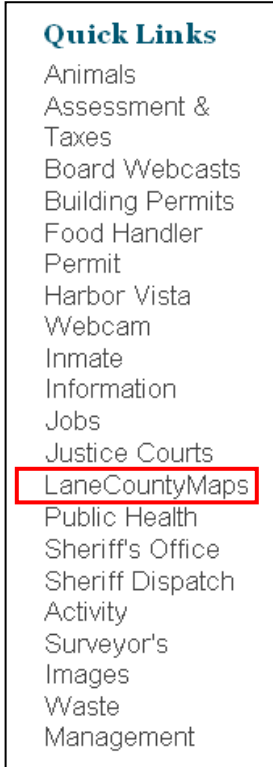 Quick Links
Animals
Assessment &
Taxes
Board Webcasts
Building Permits
Food Handler
Permit
Harbor Vista
Webcam
Inmate
Information
Jobs
Justice Courts
LaneCountyMaps
Public Health
Sheriff's Office
Sheriff Dispatch
Activity
Surveyor's
Images
Waste
Management